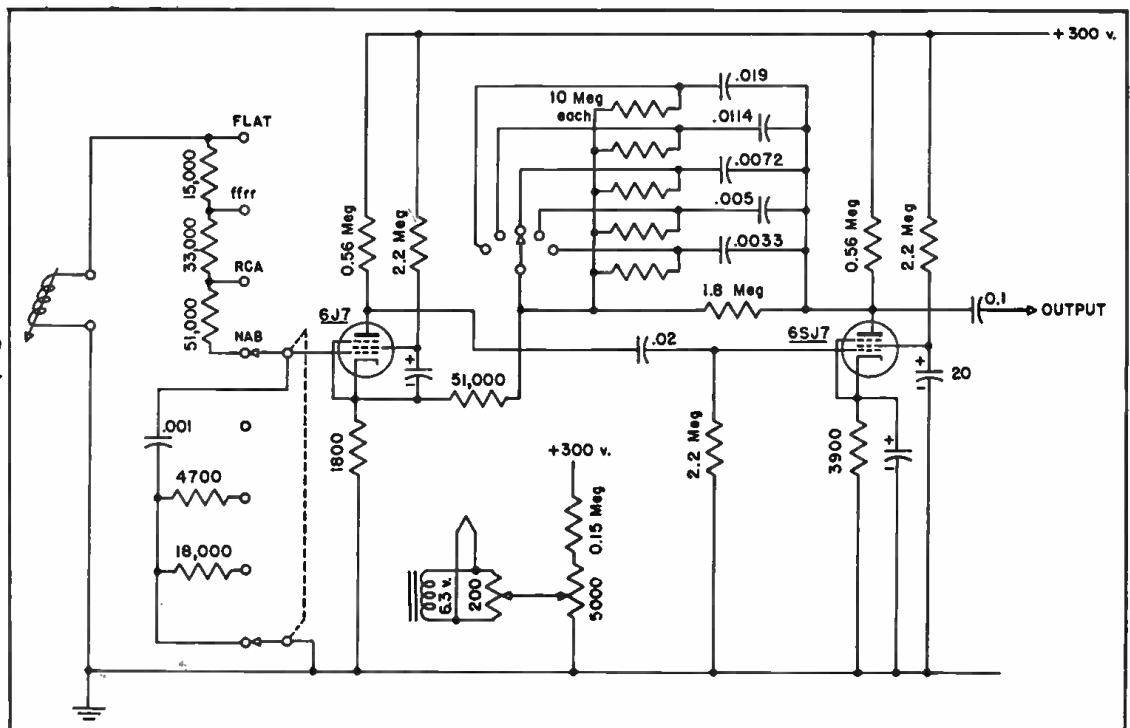 + 300 v.
.019
10 Meg
each
.0114
.0072
.005
.0033
FLAT
15,000
ffrr
33,000
RCA
51,000
NAB
0.56 Meg
2.2 Meg
1.8 Meg
0.56 Meg
2.2 Meg
0.1
OUTPUT
6J7
+
1
.02
6SJ7
+
1
20
51,000
.001
1800
2.2 Meg
3900
+
1
4700
18,000
+300 v.
0.15 Meg
6.3 v.
200
5000